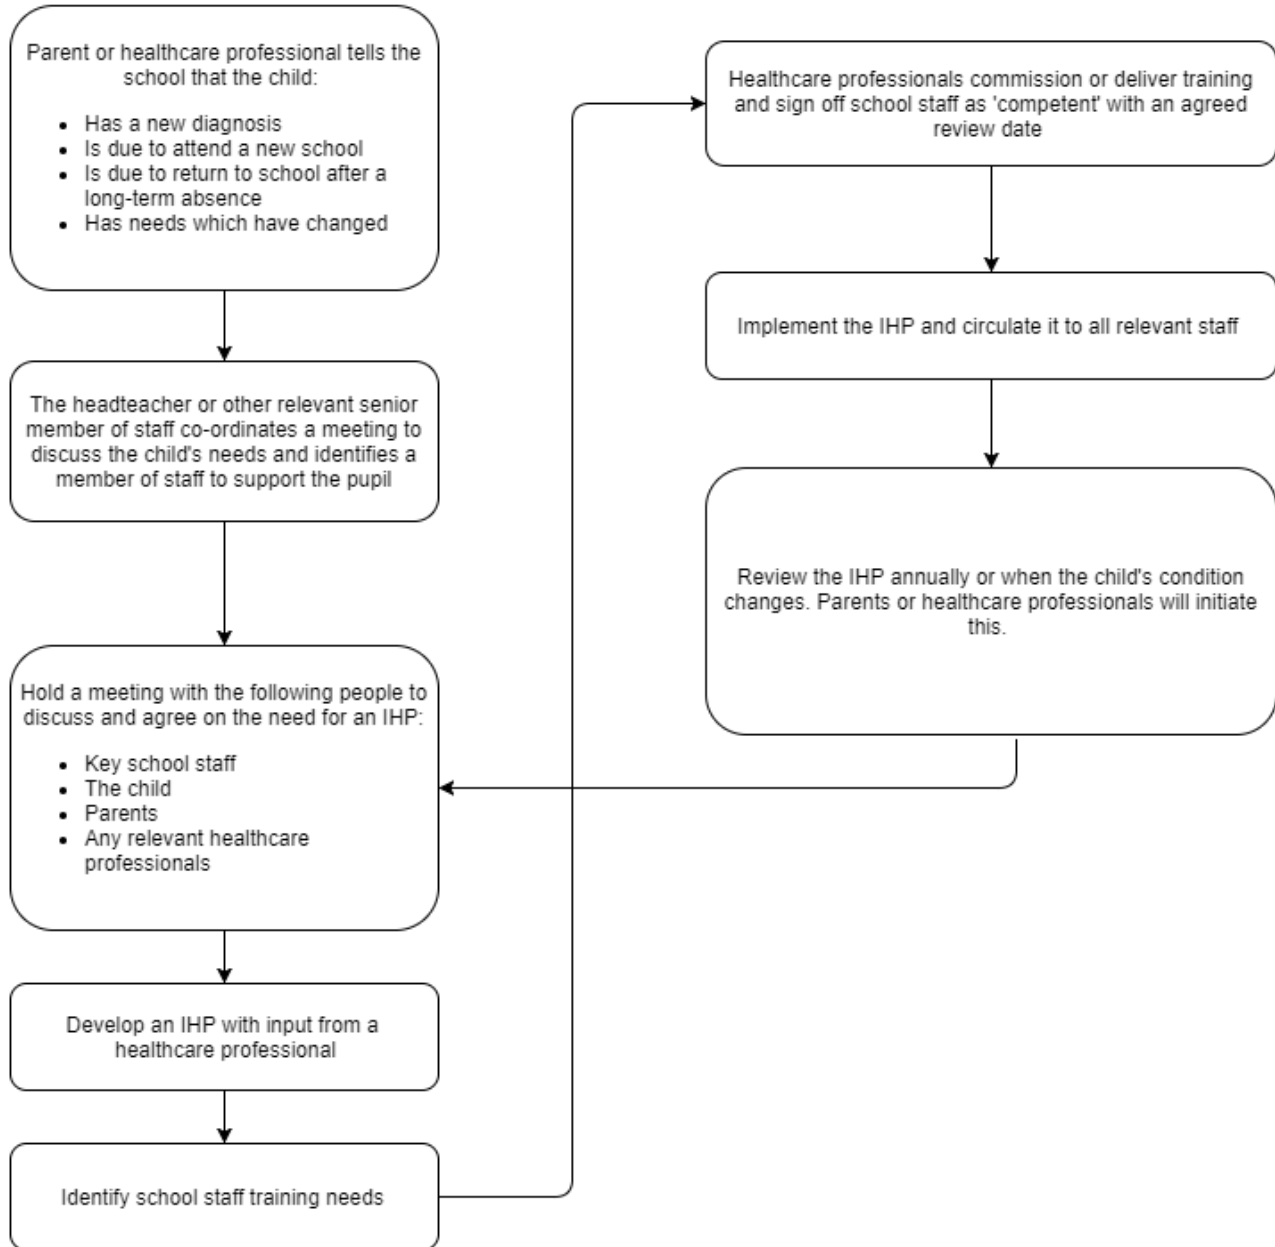 Parent or healthcare professional tells the
school that the child:
• Has a new diagnosis
• Is due to attend a new school
• Is due to return to school after a
long-term absence
• Has needs which have changed
The headteacher or other relevant senior
member of staff co-ordinates a meeting to
discuss the child's needs and identifies a
member of staff to support the pupil
Hold a meeting with the following people to
discuss and agree on the need for an IHP:
• Key school staff
• The child
• Parents
• Any relevant healthcare
professionals
Develop an IHP with input from a
healthcare professional
Identify school staff training needs
Healthcare professionals commission or deliver training
and sign off school staff as 'competent' with an agreed
review date
Implement the IHP and circulate it to all relevant staff
Review the IHP annually or when the child's condition
changes. Parents or healthcare professionals will initiate
this.